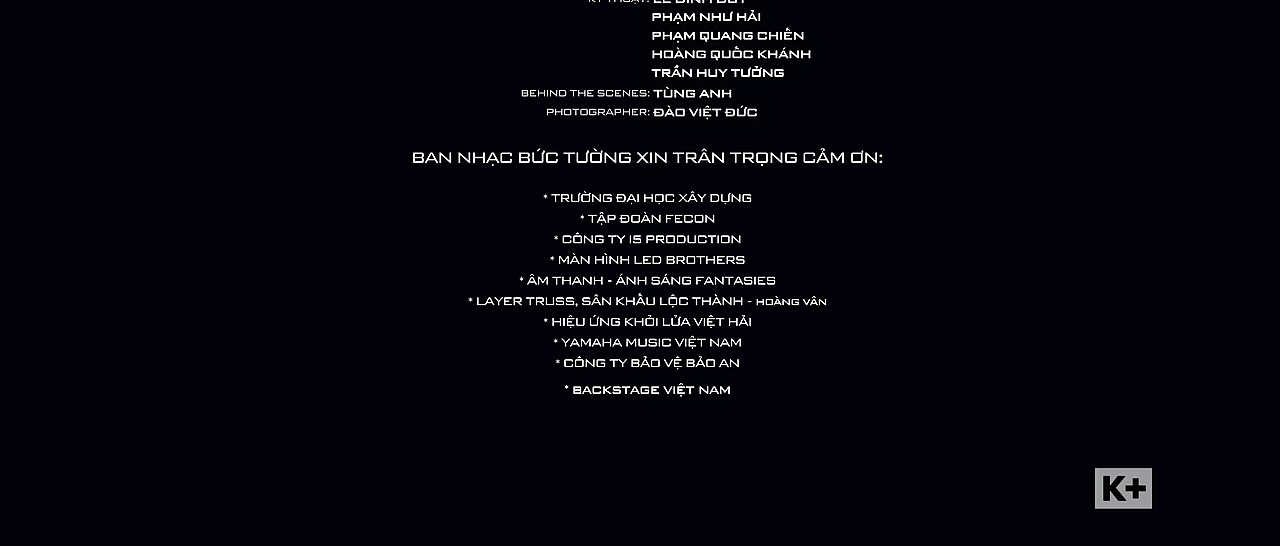 PHẠM NHƯ HẢI
PHẠM QUANG CHIẾN
HOÀNG QUỐC KHÁNH
TRẦN HUY TƯỞNG
BEHIND THE SCENES: TÙNG ANH
PHOTOGRAPHER: ĐÀO VIỆT ĐỨC
BAN NHẠC BỨC TƯỜNG XIN TRÂN TRỌNG CẢM ƠN:
* TRƯỜNG ĐẠI HỌC XÂY DỰNG
* TẬP ĐOÀN FECON
* CÔNG TY IS PRODUCTION
* MÀN HÌNH LED BROTHERS
* ÂM THANH - ÁNH SÁNG FANTASIES
* LAYER TRUSS, SÂN KHẤU LỘC THÀNH - HOÀNG VÂN
* HIỆU ỨNG KHÓI LỬA VIỆT HẢI
* YAMAHA MUSIC VIỆT NAM
* CÔNG TY BẢO VỆ BẢO AN
* BACKSTAGE VIỆT NAM
K+